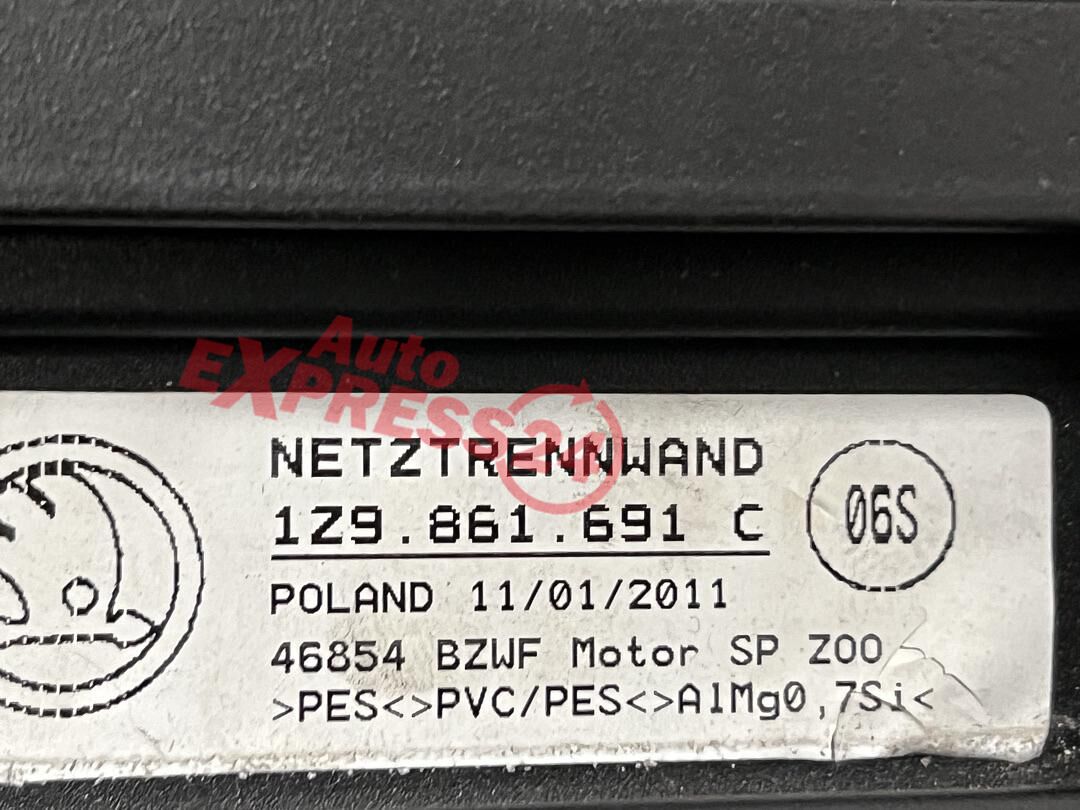 Auto
EXPRESS24
NETZTRENNWAND
1Z9.861.691 C
06S
POLAND 11/01/2011
46854 BZWF Motor SP ZOO
>PES<>PVC/PES<>AlMg0,7Si<